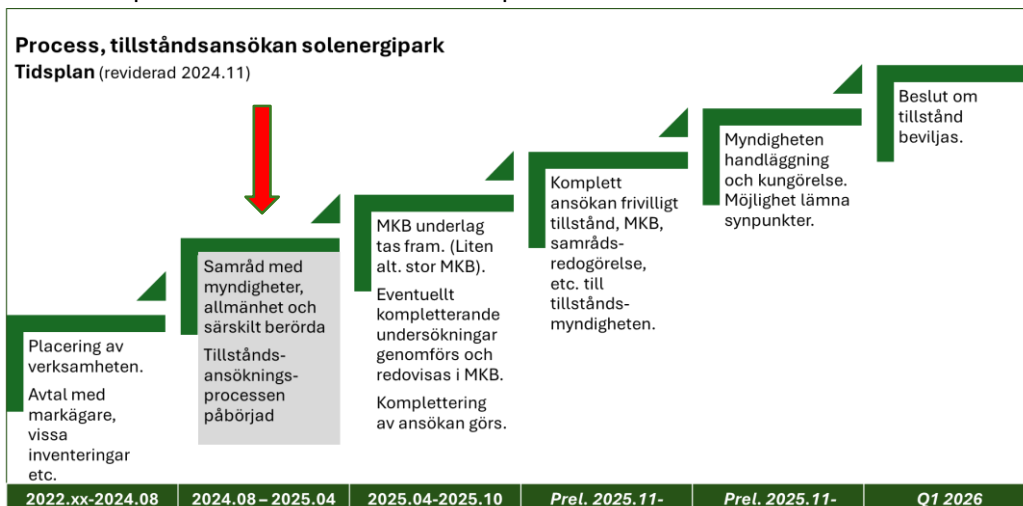 Process, tillståndsansökan solenergipark
Tidsplan (reviderad 2024.11)
Placering av
verksamheten.
Avtal med
markägare,
vissa
inventeringar
etc.
Samråd med
myndigheter,
allmänhet och
särskilt berörda
Tillstånds-
ansöknings-
processen
påbörjad
MKB underlag
tas fram. (Liten
alt. stor MKB).
Eventuellt
kompletterande
undersökningar
genomförs och
redovisas i MKB.
Komplettering
av ansökan görs.
Komplett
ansökan frivilligt
tillstånd, MKB,
samråds-
redogörelse,
etc. till
tillstånds-
myndigheten.
Myndigheten
handläggning
och kungörelse.
Möjlighet lämna
synpunkter.
Beslut om
tillstånd
beviljas.
2022.xx-2024.08
2024.08 – 2025.04
2025.04-2025.10
Prel. 2025.11-
Prel. 2025.11-
Q1 2026